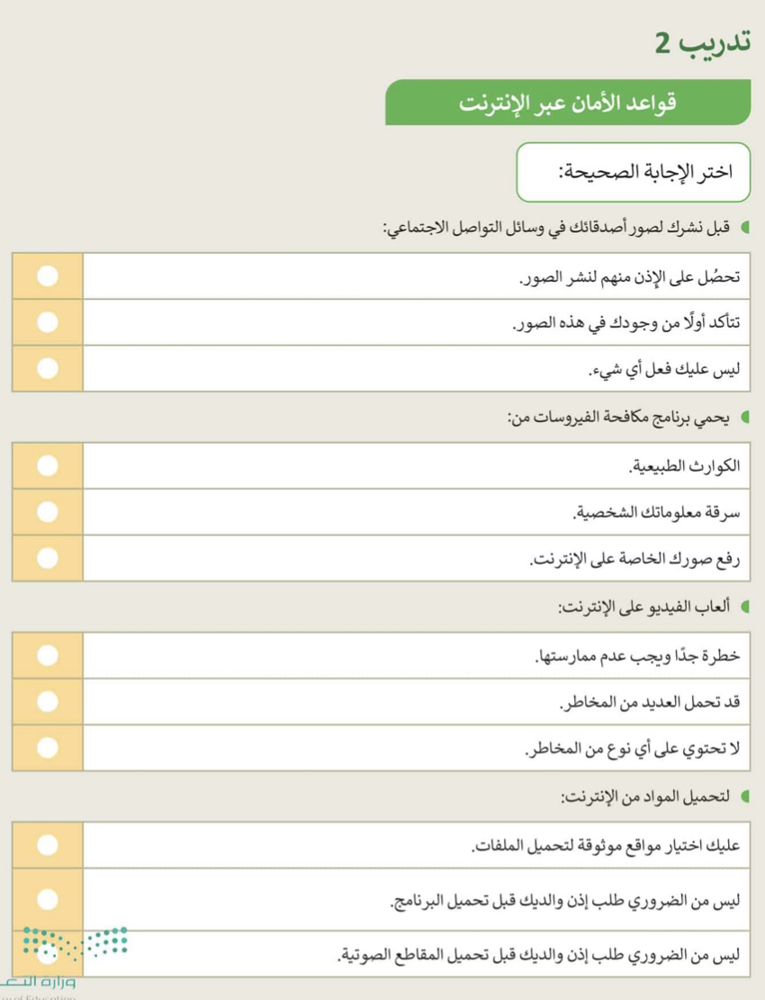 تدريب 2
قواعد الأمان عبر الإنترنت
اختر الإجابة الصحيحة:
قبل نشرك لصور أصدقائك في وسائل التواصل الاجتماعي:
تحصُل على الإذن منهم لنشر الصور.
تتأكد أولًا من وجودك في هذه الصور.
ليس عليك فعل أي شيء.
يحمي برنامج مكافحة الفيروسات من:
الكوارث الطبيعية.
سرقة معلوماتك الشخصية.
رفع صورك الخاصة على الإنترنت.
ألعاب الفيديو على الإنترنت:
خطرة جدًا ويجب عدم ممارستها.
قد تحمل العديد من المخاطر.
لا تحتوي على أي نوع من المخاطر.
لتحميل المواد من الإنترنت:
عليك اختيار مواقع موثوقة لتحميل الملفات.
ليس من الضروري طلب إذن والديك قبل تحميل البرنامج.
ليس من الضروري طلب إذن والديك قبل تحميل المقاطع الصوتية.
وزارة التعـ